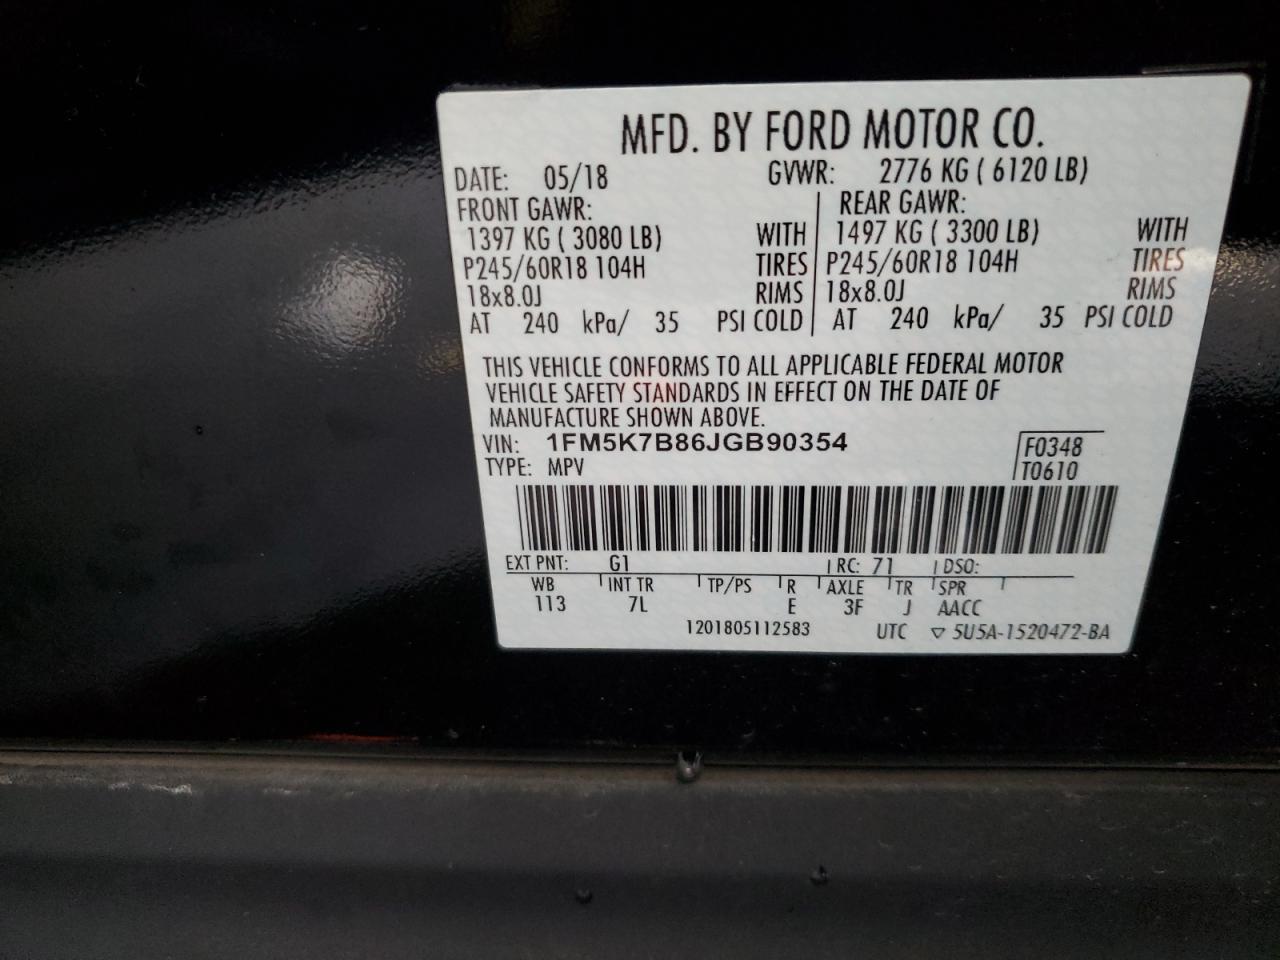 MFD. BY FORD MOTOR CO.
DATE: 05/18 GVWR: 2776 KG ( 6120 LB)
FRONT GAWR: REAR GAWR:
1397 KG ( 3080 LB) WITH 1497 KG ( 3300 LB) WITH
P245/60R18 104H TIRES P245/60R18 104H TIRES
18x8.0J RIMS 18x8.0J RIMS
AT 240 kPa/ 35 PSI COLD AT 240 kPa/ 35 PSI COLD
THIS VEHICLE CONFORMS TO ALL APPLICABLE FEDERAL MOTOR
VEHICLE SAFETY STANDARDS IN EFFECT ON THE DATE OF
MANUFACTURE SHOWN ABOVE.
VIN: 1FM5K7B86JGB90354 F0348
TYPE: MPV T0610
EXT PNT: G1 RC: 71 DSO:
WB INT TR TP/PS R AXLE TR SPR
113 7L E 3F J AACC
1201805112583 UTC ▽ 5U5A-1520472-BA